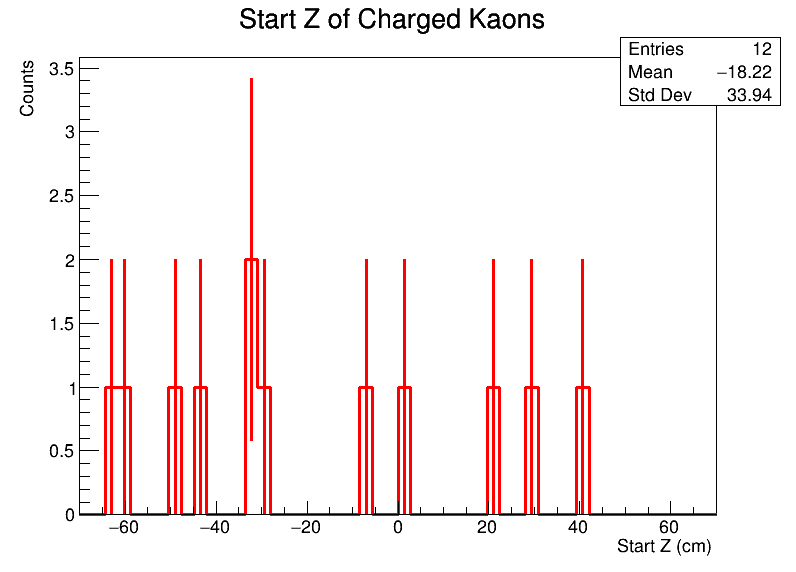 Start Z of Charged Kaons
Entries 12
Mean −18.22
Std Dev 33.94
Counts
3.5
3
2.5
2
1.5
1
0.5
0
−60 −40 −20 0 20 40 60
Start Z (cm)